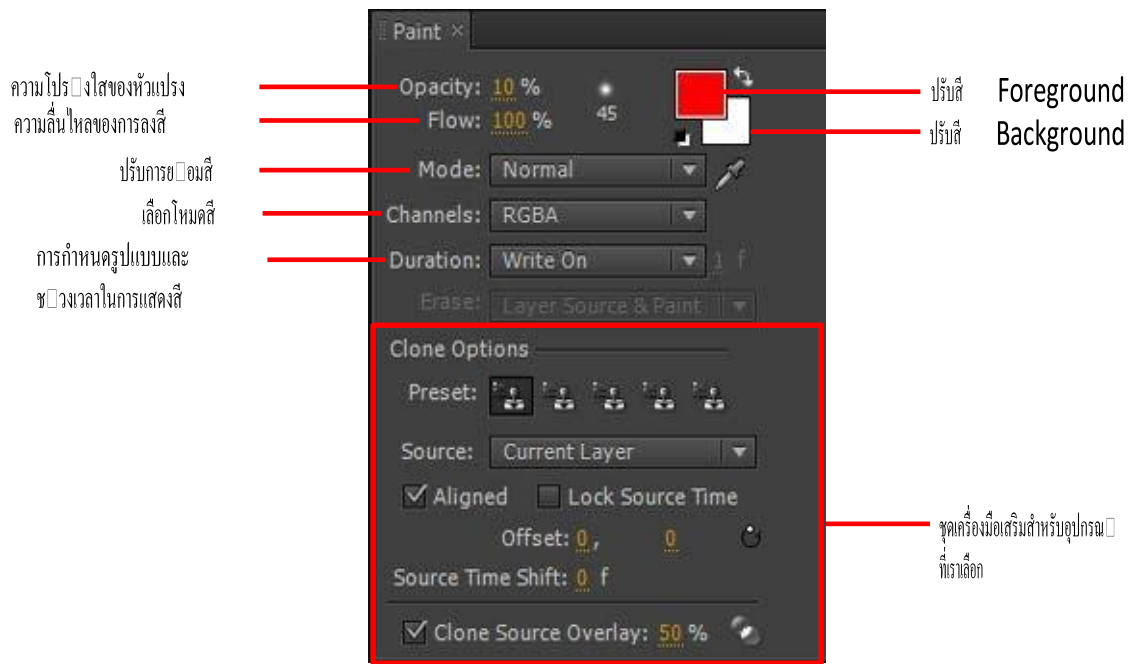 Paint ×
ความโปร□งใสของหัวแปรง
Opacity: 10 %
45
ปรับสี Foreground
ความลื่นไหลของการลงสี
Flow: 100 %
ปรับสี Background
ปรับการย□อมสี
Mode: Normal
เลือกโหมดสี
Channels: RGBA
การกำหนดรูปแบบและ
ช□วงเวลาในการแสดงสี
Duration: Write On 1 f
Erase: Layer Source & Paint
Clone Options
Preset:
Source: Current Layer
Aligned Lock Source Time
Offset: 0 , 0
Source Time Shift: 0 f
Clone Source Overlay: 50 %
ชุดเครื่องมือเสริมสำหรับอุปกรณ□
ที่เราเลือก